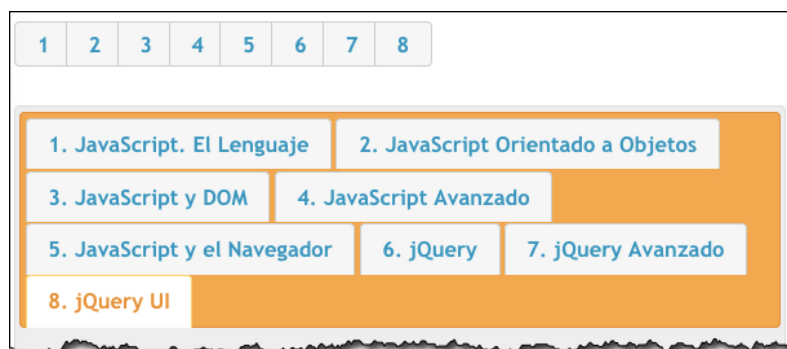 1 2 3 4 5 6 7 8
1. JavaScript. El Lenguaje 2. JavaScript Orientado a Objetos
3. JavaScript y DOM 4. JavaScript Avanzado
5. JavaScript y el Navegador 6. jQuery 7. jQuery Avanzado
8. jQuery UI